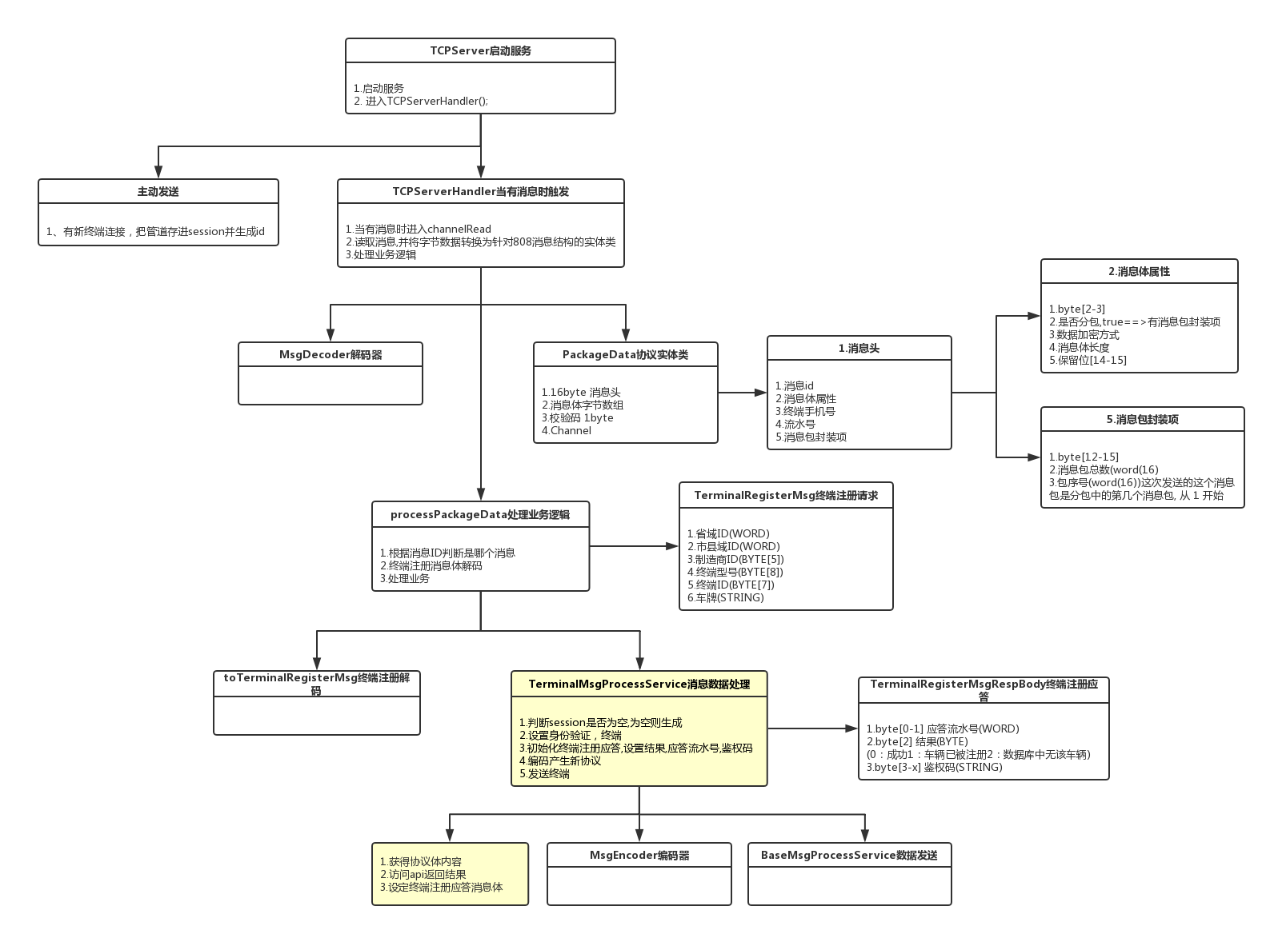 TCPServer启动服务
1.启动服务
2. 进入TCPServerHandler();
主动发送
1、有新终端连接，把管道存进session并生成id
TCPServerHandler当有消息时触发
1.当有消息时进入channelRead
2.读取消息,并将字节数据转换为针对808消息结构的实体类
3.处理业务逻辑
MsgDecoder解码器
PackageData协议实体类
1.16byte 消息头
2.消息体字节数组
3.校验码 1byte
4.Channel
1.消息头
1.消息id
2.消息体属性
3.终端手机号
4.流水号
5.消息包封装项
2.消息体属性
1.byte[2-3]
2.是否分包,true==>有消息包封装项
3.数据加密方式
4.消息体长度
5.保留位[14-15]
5.消息包封装项
1.byte[12-15]
2.消息包总数(word(16)
3.包序号(word(16))这次发送的这个消息
包是分包中的第几个消息包, 从 1 开始
processPackageData处理业务逻辑
1.根据消息ID判断是哪个消息
2.终端注册消息体解码
3.处理业务
TerminalRegisterMsg终端注册请求
1.省域ID(WORD)
2.市县域ID(WORD)
3.制造商ID(BYTE[5])
4.终端型号(BYTE[8])
5.终端ID(BYTE[7])
6.车牌(STRING)
toTerminalRegisterMsg终端注册解
码
TerminalMsgProcessService消息数据处理
1.判断session是否为空,为空则生成
2.设置身份验证，终端
3.初始化终端注册应答,设置结果,应答流水号,鉴权码
4.编码产生新协议
5.发送终端
TerminalRegisterMsgRespBody终端注册应
答
1.byte[0-1] 应答流水号(WORD)
2.byte[2] 结果(BYTE)
(0：成功1：车辆已被注册2：数据库中无该车辆)
3.byte[3-x] 鉴权码(STRING)
1.获得协议体内容
2.访问api返回结果
3.设定终端注册应答消息体
MsgEncoder编码器
BaseMsgProcessService数据发送